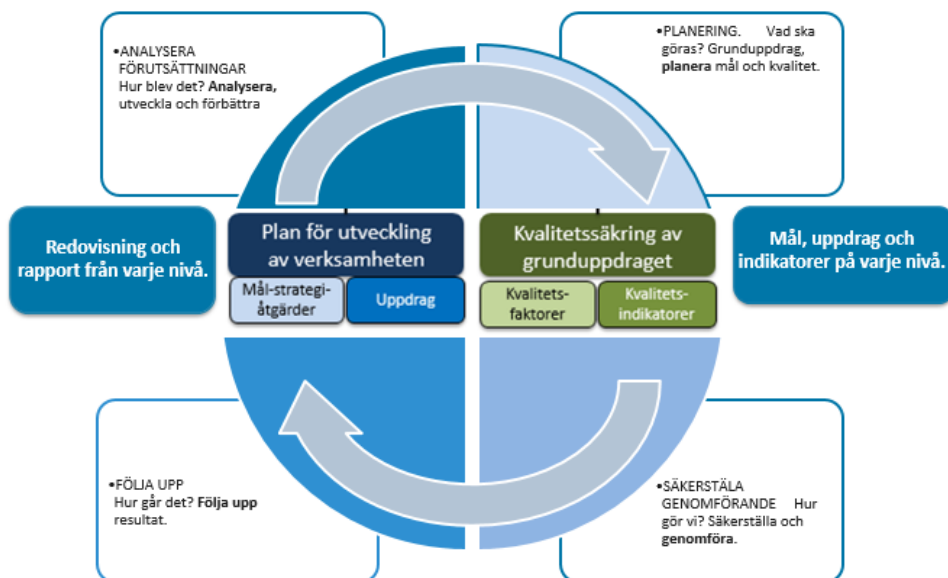 •ANALYSERA
FÖRUTSÄTTNINGAR
Hur blev det? Analysera,
utveckla och förbättra
•PLANERING. Vad ska
göras? Grunduppdrag,
planera mål och kvalitet.
Redovisning och
rapport från varje nivå.
Plan för utveckling
av verksamheten
Mål-strategi-
åtgärder
Uppdrag
Kvalitetssäkring av
grunduppdraget
Kvalitets-
faktorer
Kvalitets-
indikatorer
Mål, uppdrag och
indikatorer på varje nivå.
•FÖLJA UPP
Hur går det? Följa upp
resultat.
•SÄKERSTÄLA
GENOMFÖRANDE Hur
gör vi? Säkerställa och
genomföra.